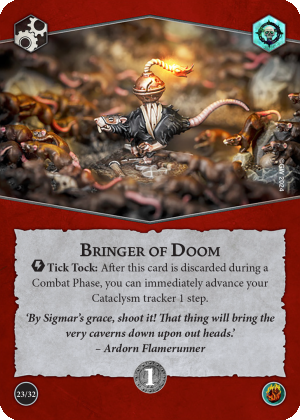 © GW 2024
BRINGER OF DOOM
Tick Tock: After this card is discarded during a
Combat Phase, you can immediately advance your
Cataclysm tracker 1 step.
'By Sigmar's grace, shoot it! That thing will bring the
very caverns down upon out heads.'
– Ardorn Flamerunner
23/32
1